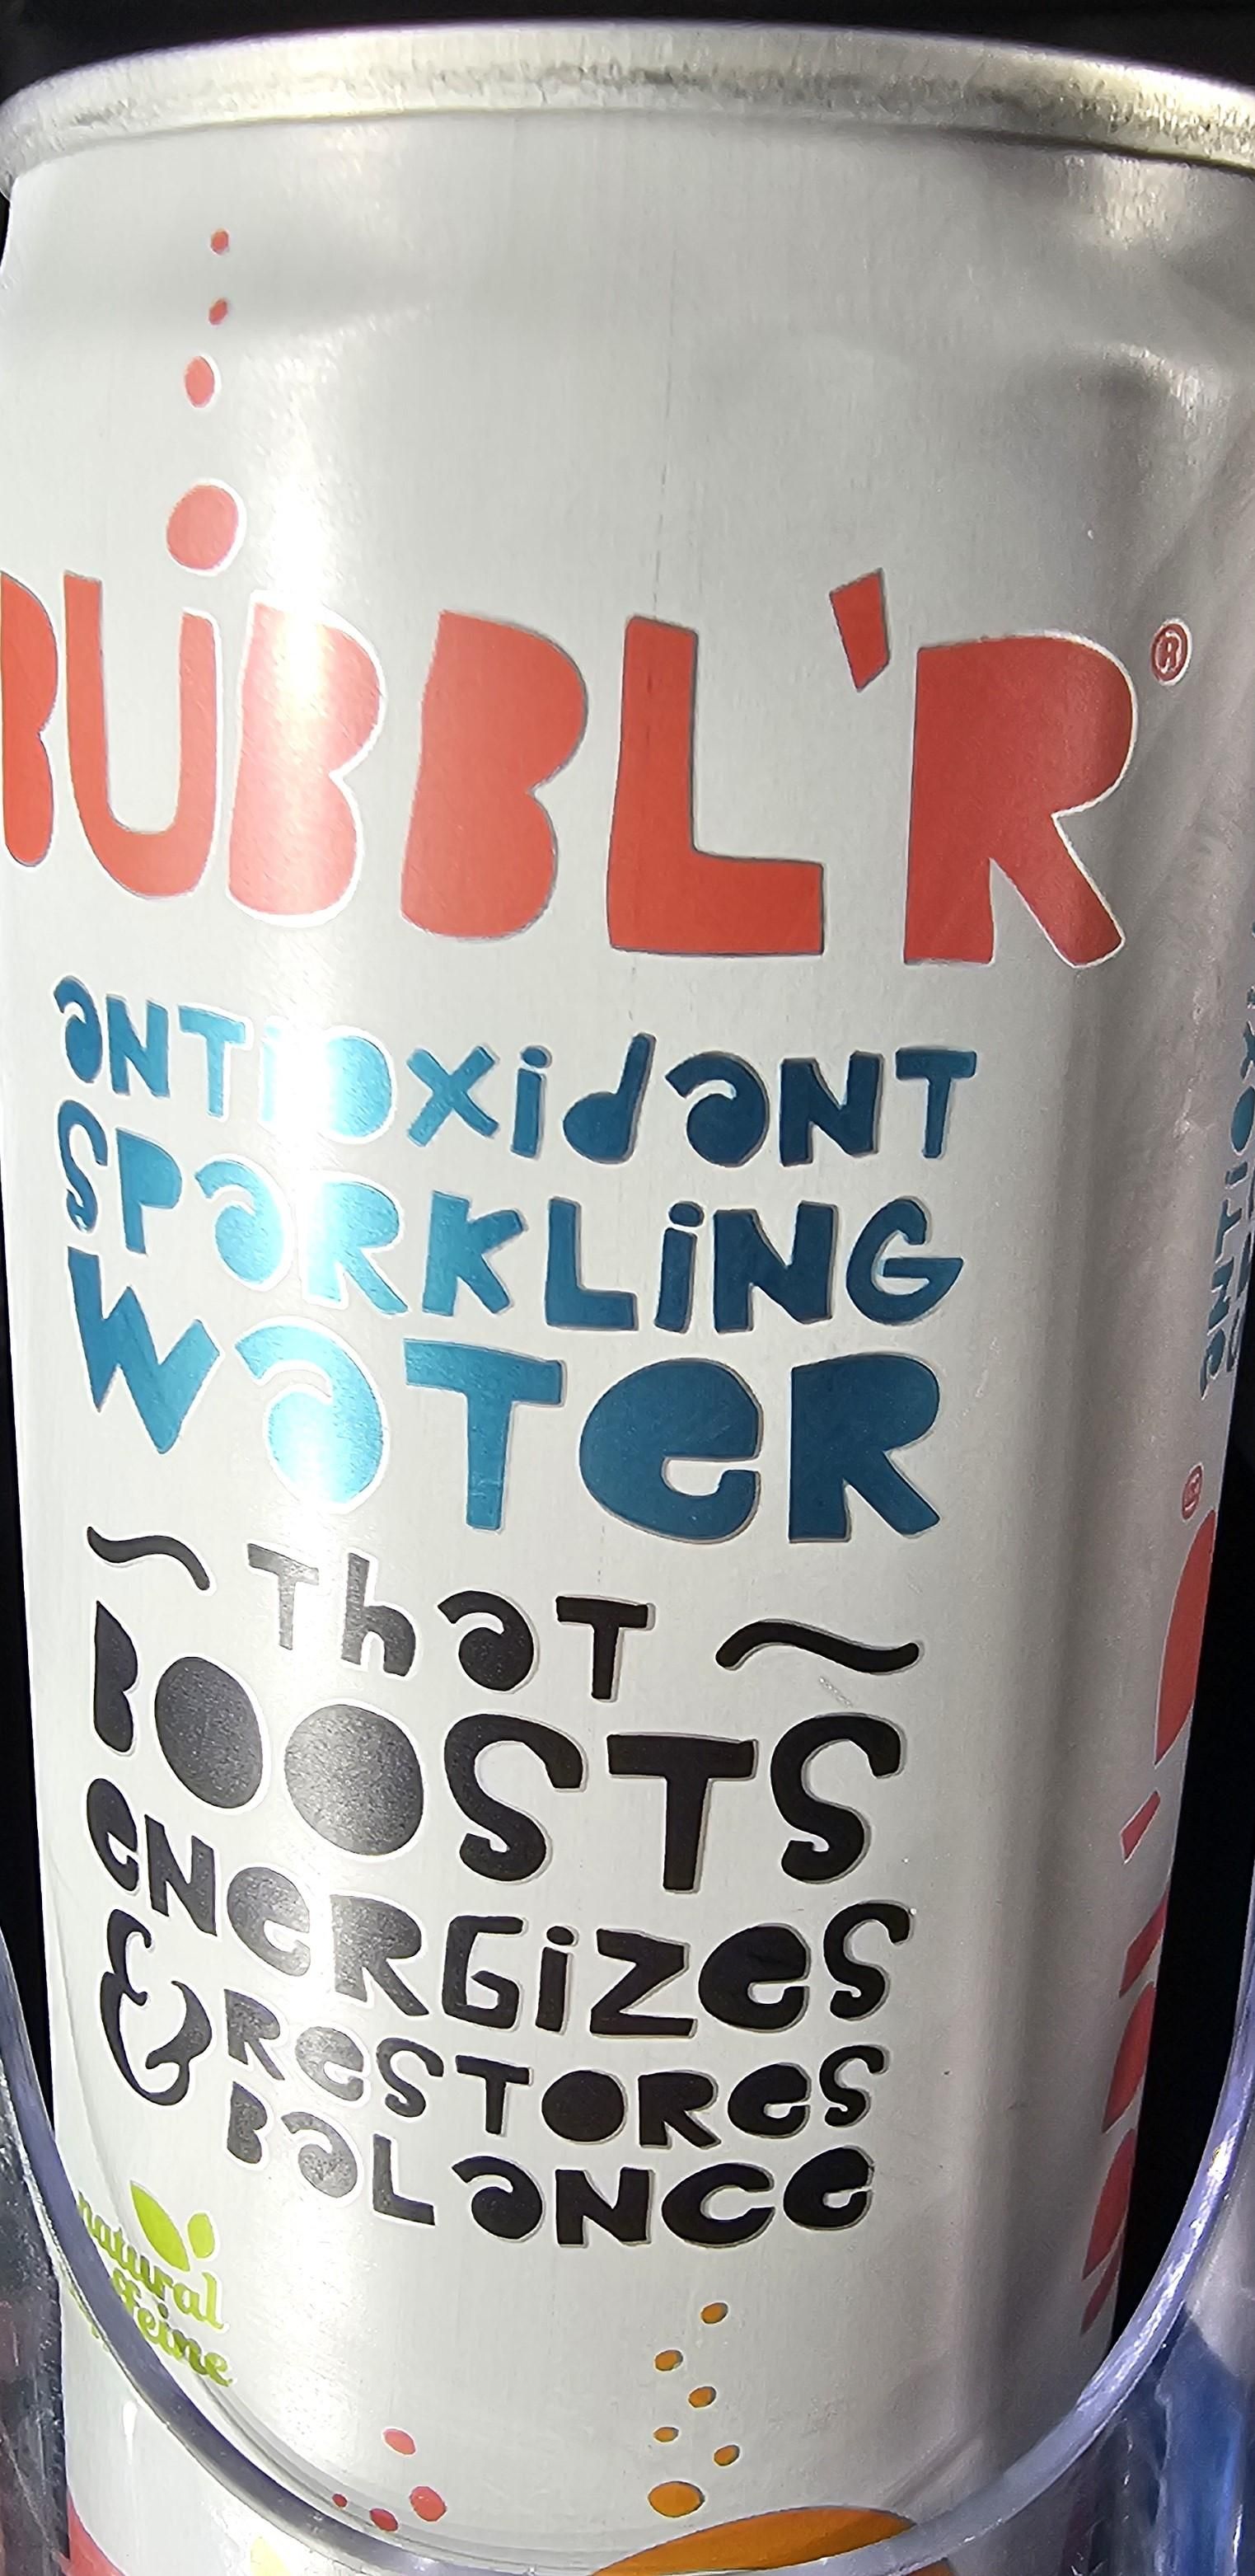 BUBBL'R®
aNTioxidaNT
SPaRKLiNG
WaTeR
~ ThaT ~
BOOSTS
eNeRGiZeS
& ReSTOReS
BaLaNCe
natural